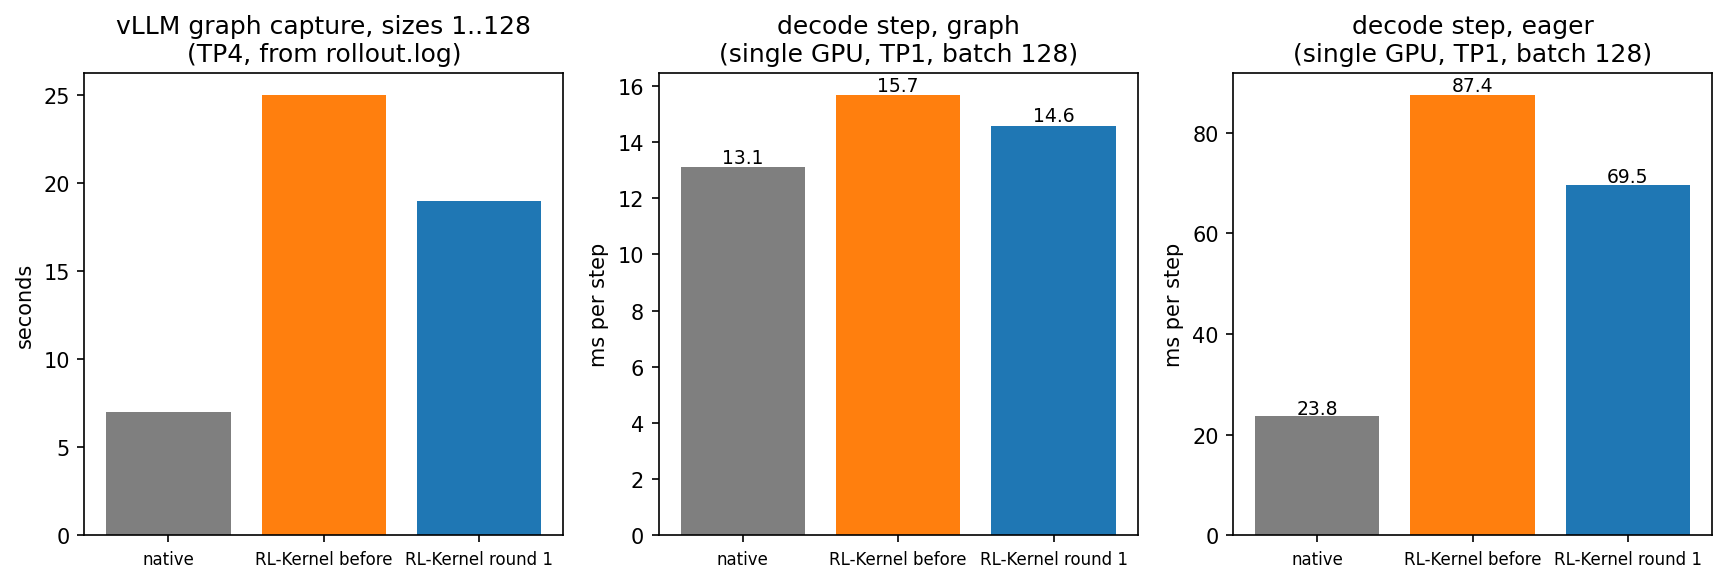 vLLM graph capture, sizes 1..128
(TP4, from rollout.log)
seconds
25
20
15
10
5
0
native
RL-Kernel before
RL-Kernel round 1
decode step, graph
(single GPU, TP1, batch 128)
ms per step
16
14
12
10
8
6
4
2
0
13.1
15.7
14.6
native
RL-Kernel before
RL-Kernel round 1
decode step, eager
(single GPU, TP1, batch 128)
ms per step
80
60
40
20
0
23.8
87.4
69.5
native
RL-Kernel before
RL-Kernel round 1